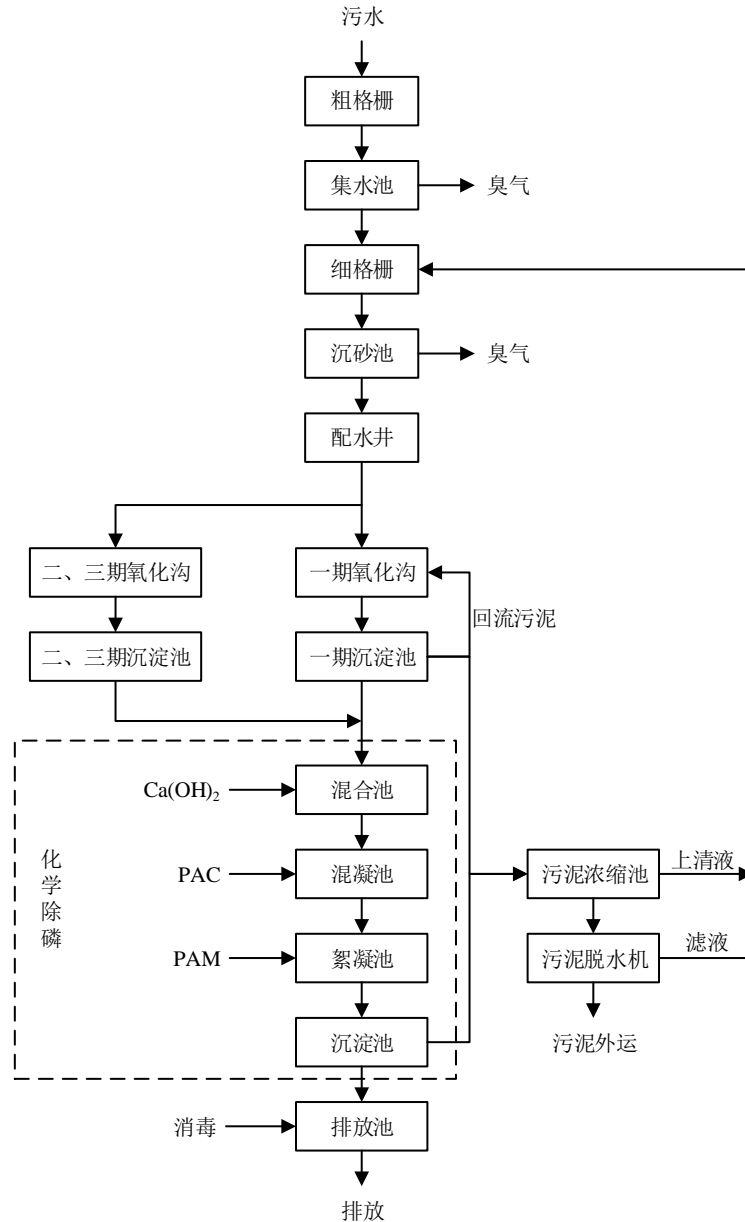 污水
粗格栅
集水池
臭气
细格栅
沉砂池
臭气
配水井
二、三期氧化沟
一期氧化沟
回流污泥
二、三期沉淀池
一期沉淀池
化学除磷
Ca(OH)₂
混合池
PAC
混凝池
污泥浓缩池
上清液
PAM
絮凝池
污泥脱水机
滤液
沉淀池
污泥外运
消毒
排放池
排放